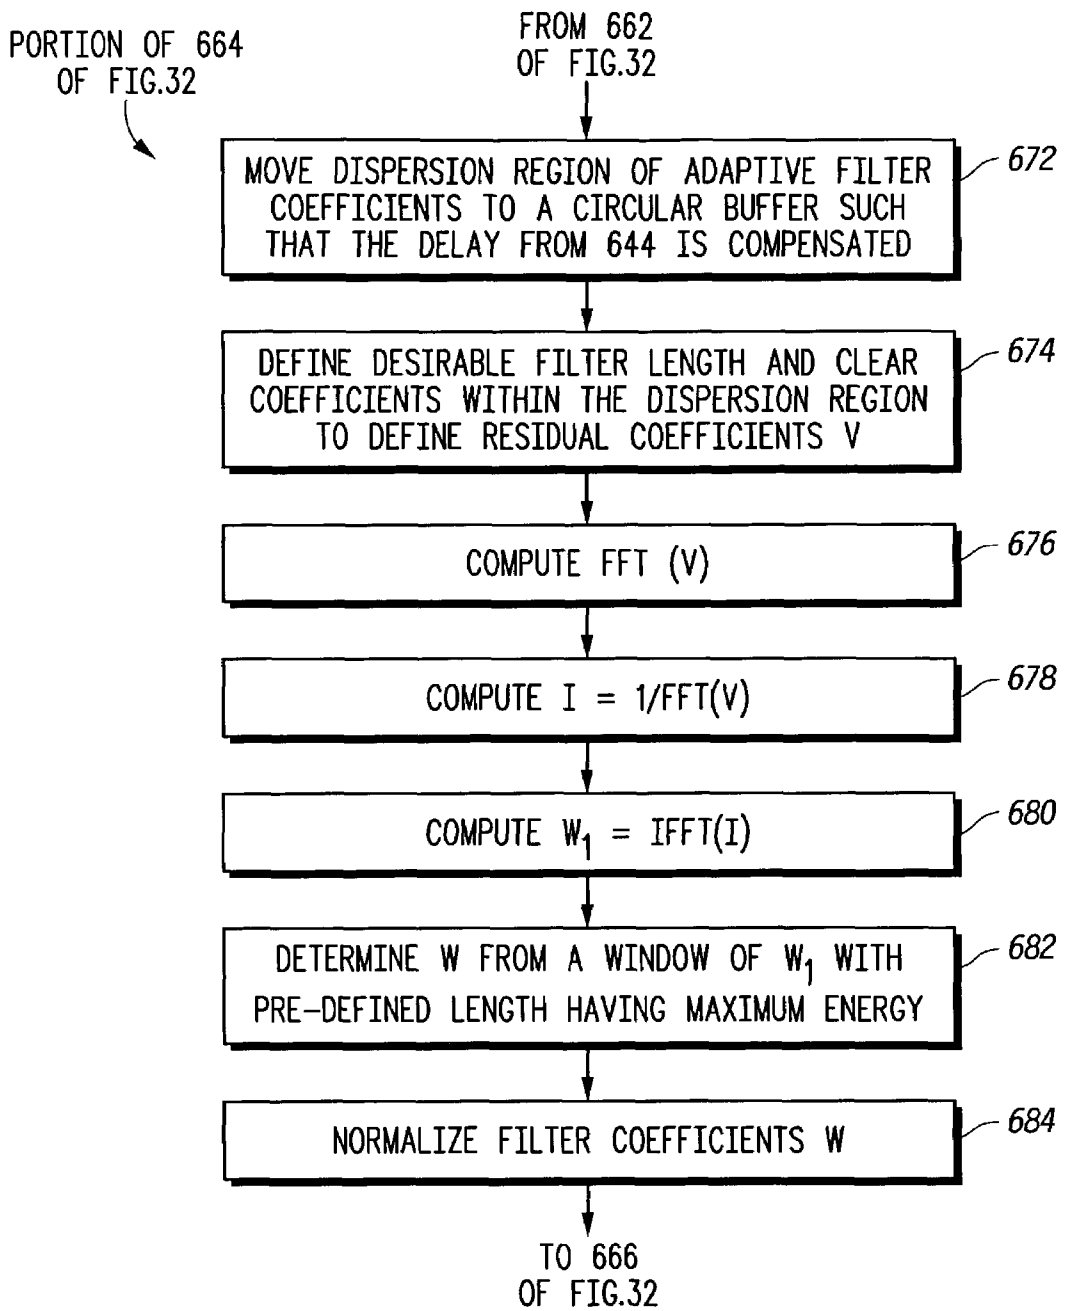 PORTION OF 664
OF FIG.32
FROM 662
OF FIG.32
MOVE DISPERSION REGION OF ADAPTIVE FILTER
COEFFICIENTS TO A CIRCULAR BUFFER SUCH
THAT THE DELAY FROM 644 IS COMPENSATED
672
DEFINE DESIRABLE FILTER LENGTH AND CLEAR
COEFFICIENTS WITHIN THE DISPERSION REGION
TO DEFINE RESIDUAL COEFFICIENTS V
674
COMPUTE FFT (V)
676
COMPUTE I = 1/FFT(V)
678
COMPUTE W₁ = IFFT(I)
680
DETERMINE W FROM A WINDOW OF W₁ WITH
PRE-DEFINED LENGTH HAVING MAXIMUM ENERGY
682
NORMALIZE FILTER COEFFICIENTS W
684
TO 666
OF FIG.32